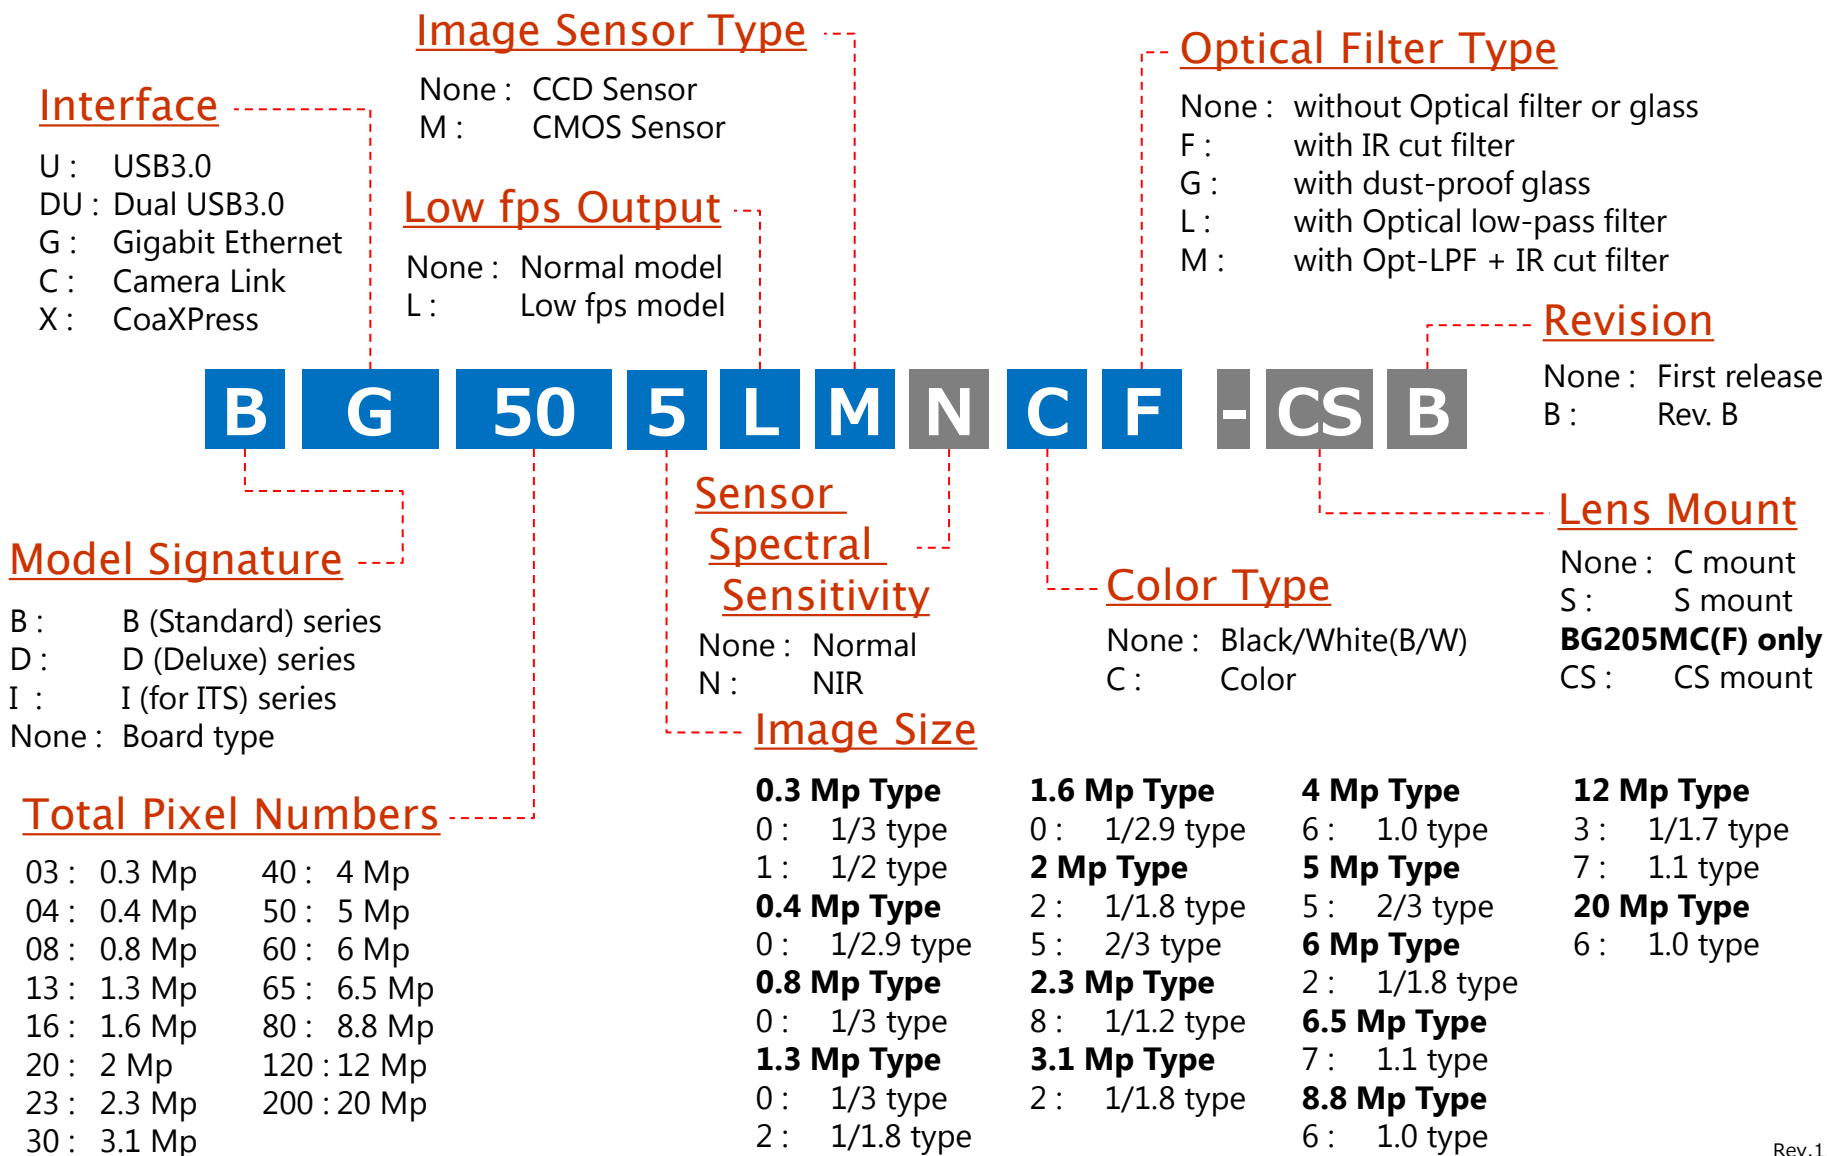 Image Sensor Type
None : CCD Sensor
M : CMOS Sensor
Optical Filter Type
None : without Optical filter or glass
F : with IR cut filter
G : with dust-proof glass
L : with Optical low-pass filter
M : with Opt-LPF + IR cut filter
Interface
U : USB3.0
DU : Dual USB3.0
G : Gigabit Ethernet
C : Camera Link
X : CoaXPress
Low fps Output
None : Normal model
L : Low fps model
Revision
None : First release
B : Rev. B
B G 50 5 L M N C F - CS B
Model Signature
B : B (Standard) series
D : D (Deluxe) series
I : I (for ITS) series
None : Board type
Sensor
Spectral
Sensitivity
None : Normal
N : NIR
Color Type
None : Black/White(B/W)
C : Color
Lens Mount
None : C mount
S : S mount
BG205MC(F) only
CS : CS mount
Total Pixel Numbers
03 : 0.3 Mp
04 : 0.4 Mp
08 : 0.8 Mp
13 : 1.3 Mp
16 : 1.6 Mp
20 : 2 Mp
23 : 2.3 Mp
30 : 3.1 Mp
40 : 4 Mp
50 : 5 Mp
60 : 6 Mp
65 : 6.5 Mp
80 : 8.8 Mp
120 : 12 Mp
200 : 20 Mp
Image Size
0.3 Mp Type
0 : 1/3 type
1 : 1/2 type
0.4 Mp Type
0 : 1/2.9 type
0.8 Mp Type
0 : 1/3 type
1.3 Mp Type
0 : 1/3 type
2 : 1/1.8 type
1.6 Mp Type
0 : 1/2.9 type
2 Mp Type
2 : 1/1.8 type
5 : 2/3 type
2.3 Mp Type
8 : 1/1.2 type
3.1 Mp Type
2 : 1/1.8 type
4 Mp Type
6 : 1.0 type
5 Mp Type
5 : 2/3 type
6 Mp Type
2 : 1/1.8 type
6.5 Mp Type
7 : 1.1 type
8.8 Mp Type
6 : 1.0 type
12 Mp Type
3 : 1/1.7 type
7 : 1.1 type
20 Mp Type
6 : 1.0 type
Rev.1